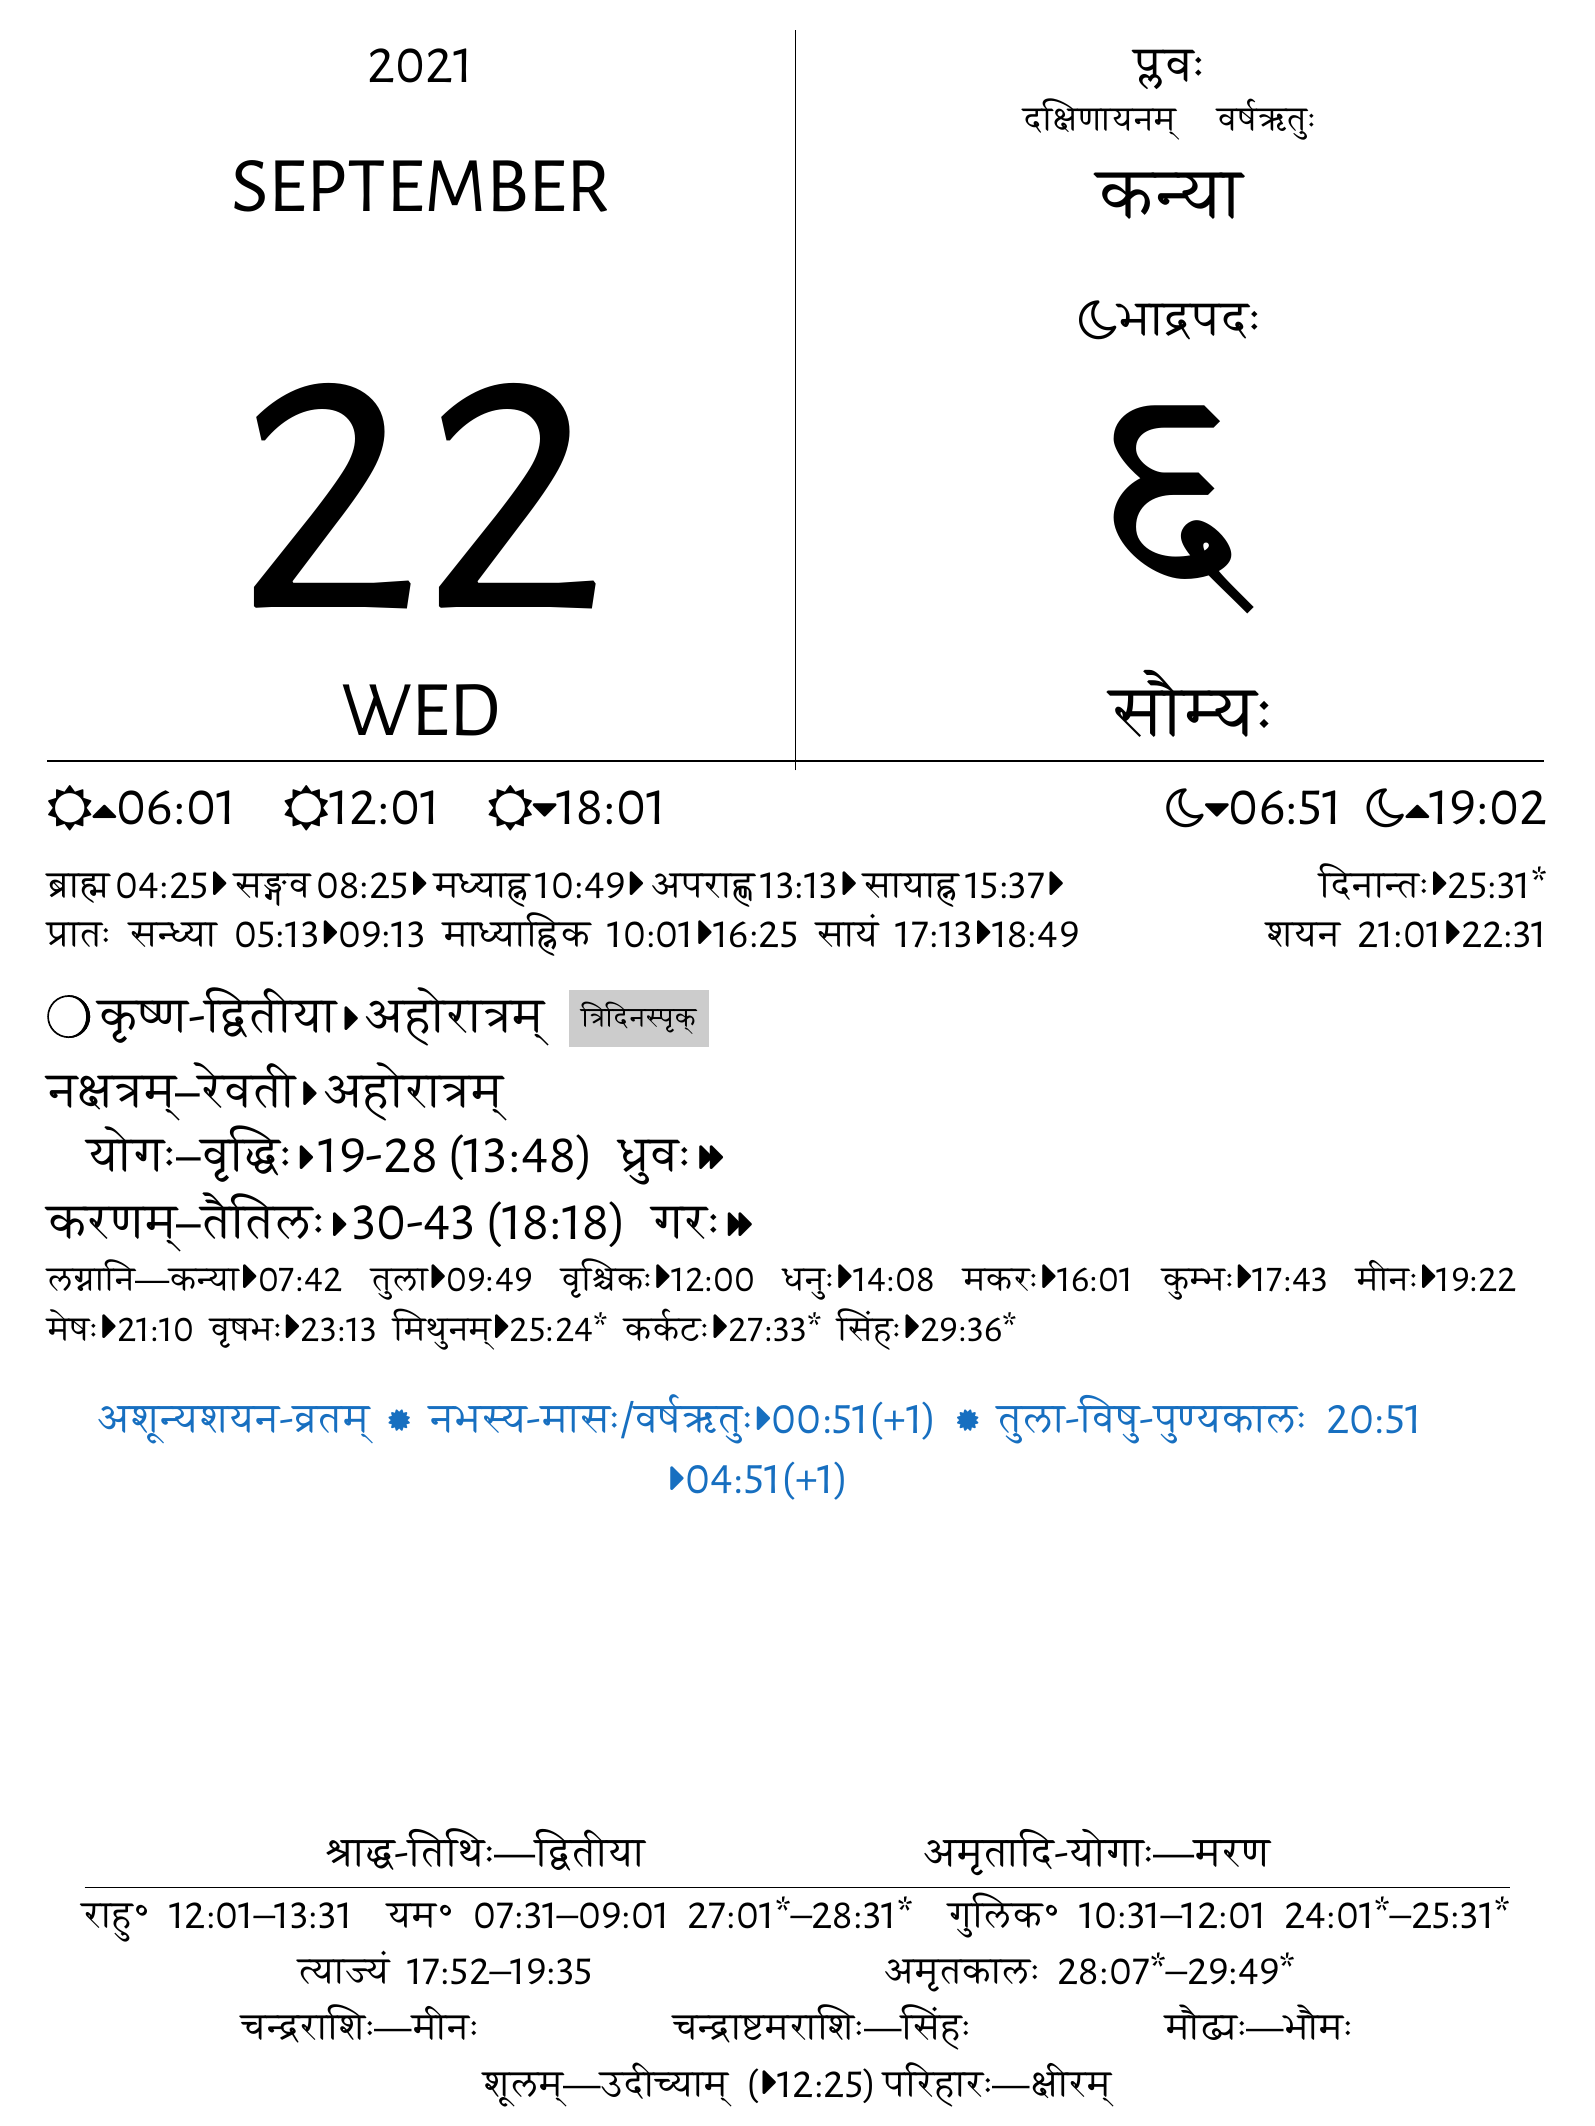 2021
SEPTEMBER
22
WED
प्लवः
दक्षिणायनम् वर्षऋतुः
कन्या
भाद्रपदः
६
सौम्यः
06:01 12:01 18:01 06:51 19:02
ब्राह्म 04:25 सङ्गव 08:25 मध्याह्न 10:49 अपराह्ण 13:13 सायाह्न 15:37 दिनान्तः 25:31*
प्रातः सन्ध्या 05:13 09:13 माध्याह्निक 10:01 16:25 सायं 17:13 18:49 शयन 21:01 22:31
कृष्ण-द्वितीया अहोरात्रम् त्रिदिनस्पृक्
नक्षत्रम्–रेवती अहोरात्रम्
योगः–वृद्धिः 19-28 (13:48) ध्रुवः
करणम्–तैतिलः 30-43 (18:18) गरः
लग्नानि—कन्या 07:42 तुला 09:49 वृश्चिकः 12:00 धनुः 14:08 मकरः 16:01 कुम्भः 17:43 मीनः 19:22
मेषः 21:10 वृषभः 23:13 मिथुनम् 25:24* कर्कटः 27:33* सिंहः 29:36*
अशून्यशयन-व्रतम् नभस्य-मासः/वर्षऋतुः 00:51(+1) तुला-विषु-पुण्यकालः 20:51
04:51(+1)
श्राद्ध-तिथिः—द्वितीया अमृतादि-योगाः—मरण
राहु॰ 12:01–13:31 यम॰ 07:31–09:01 27:01*–28:31* गुलिक॰ 10:31–12:01 24:01*–25:31*
त्याज्यं 17:52–19:35 अमृतकालः 28:07*–29:49*
चन्द्रराशिः—मीनः चन्द्राष्टमराशिः—सिंहः मौढ्यः—भौमः
शूलम्—उदीच्याम् (12:25) परिहारः—क्षीरम्